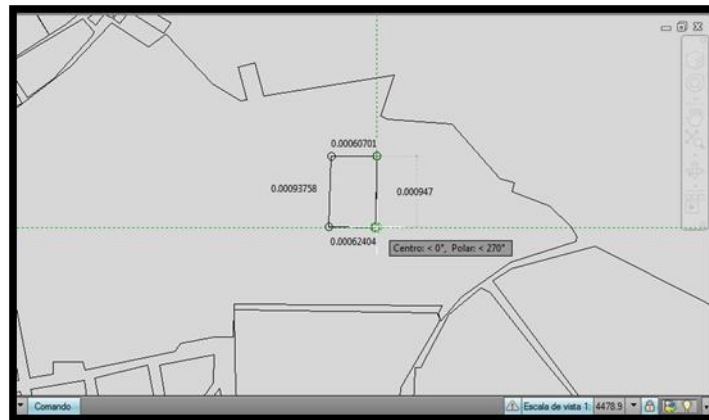 0.00060701
0.00093758
0.000947
0.00062404
Centro: < 0°, Polar: < 270°
Comando
Escala de vista 1: 4478.9